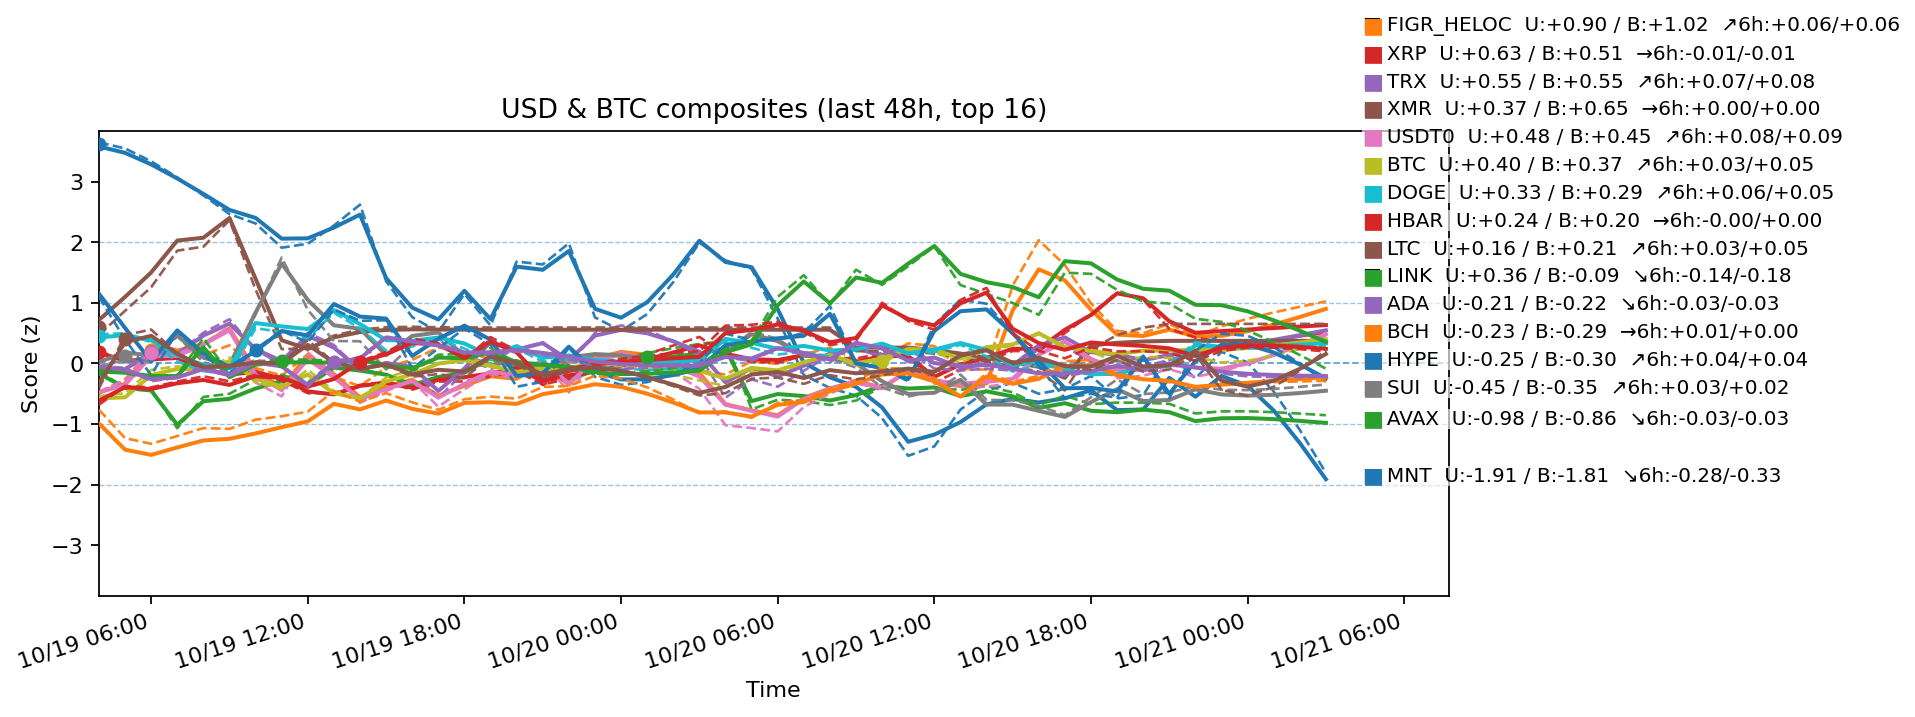 FIGR_HELOC U:+0.90 / B:+1.02 ↗6h:+0.06/+0.06
XRP U:+0.63 / B:+0.51 →6h:-0.01/-0.01
TRX U:+0.55 / B:+0.55 ↗6h:+0.07/+0.08
XMR U:+0.37 / B:+0.65 →6h:+0.00/+0.00
USDT0 U:+0.48 / B:+0.45 ↗6h:+0.08/+0.09
BTC U:+0.40 / B:+0.37 ↗6h:+0.03/+0.05
DOGE U:+0.33 / B:+0.29 ↗6h:+0.06/+0.05
HBAR U:+0.24 / B:+0.20 →6h:-0.00/+0.00
LTC U:+0.16 / B:+0.21 ↗6h:+0.03/+0.05
LINK U:+0.36 / B:-0.09 ↘6h:-0.14/-0.18
ADA U:-0.21 / B:-0.22 ↘6h:-0.03/-0.03
BCH U:-0.23 / B:-0.29 →6h:+0.01/+0.00
HYPE U:-0.25 / B:-0.30 ↗6h:+0.04/+0.04
SUI U:-0.45 / B:-0.35 ↗6h:+0.03/+0.02
AVAX U:-0.98 / B:-0.86 ↘6h:-0.03/-0.03
MNT U:-1.91 / B:-1.81 ↘6h:-0.28/-0.33
USD & BTC composites (last 48h, top 16)
Score (z)
3
2
1
0
−1
−2
−3
10/19 06:00
10/19 12:00
10/19 18:00
10/20 00:00
10/20 06:00
10/20 12:00
10/20 18:00
10/21 00:00
10/21 06:00
Time